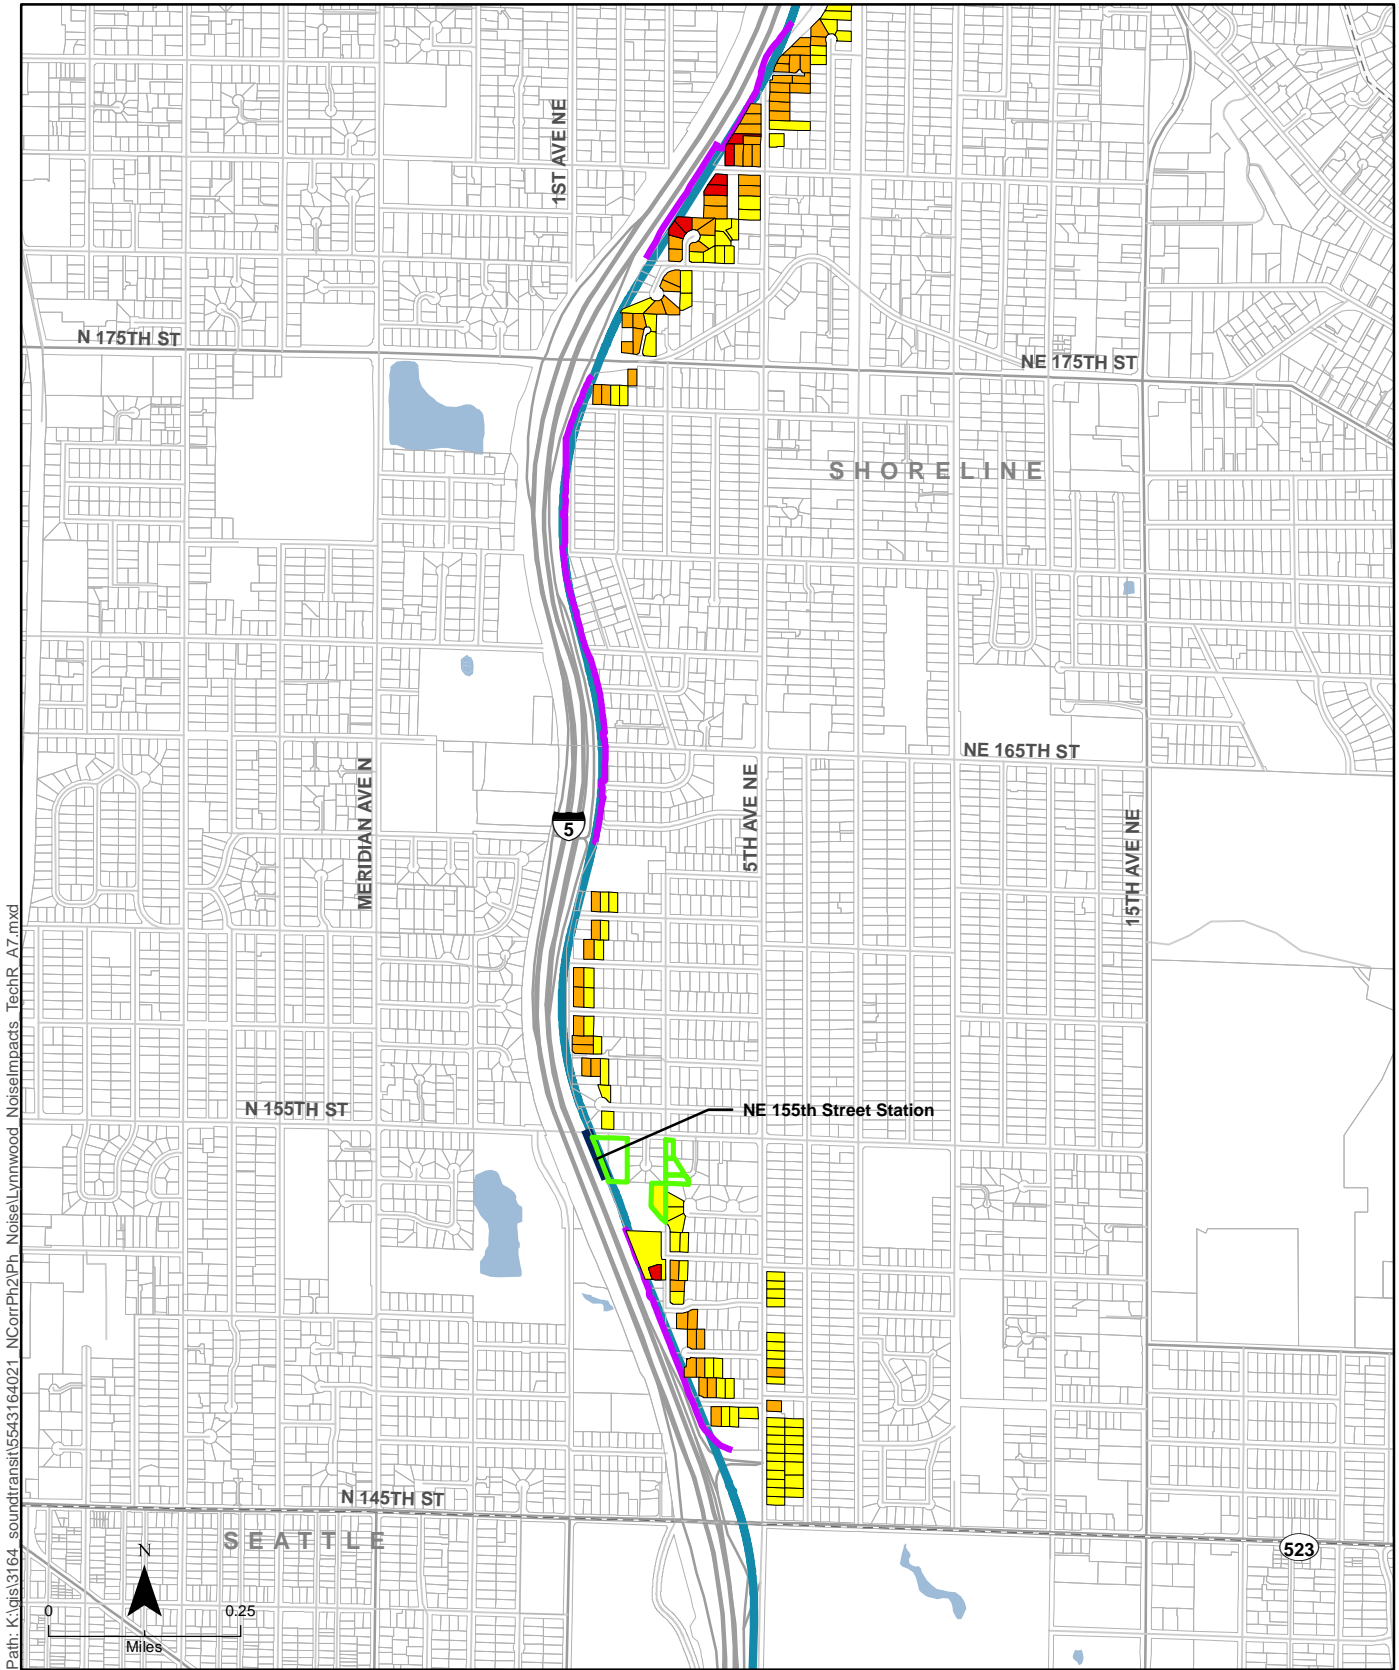 1ST AVE NE
N 175TH ST
NE 175TH ST
SHORELINE
NE 165TH ST
MERIDIAN AVE N
5TH AVE NE
15TH AVE NE
5
N 155TH ST
NE 155th Street Station
N 145TH ST
SEATTLE
523
N
0 0.25
Miles
Path: K:\gis\3164_soundtransit\5543164021_NCorrPh2\Ph_Noise\Lynnwood_NoiseImpacts_TechR_A7.mxd